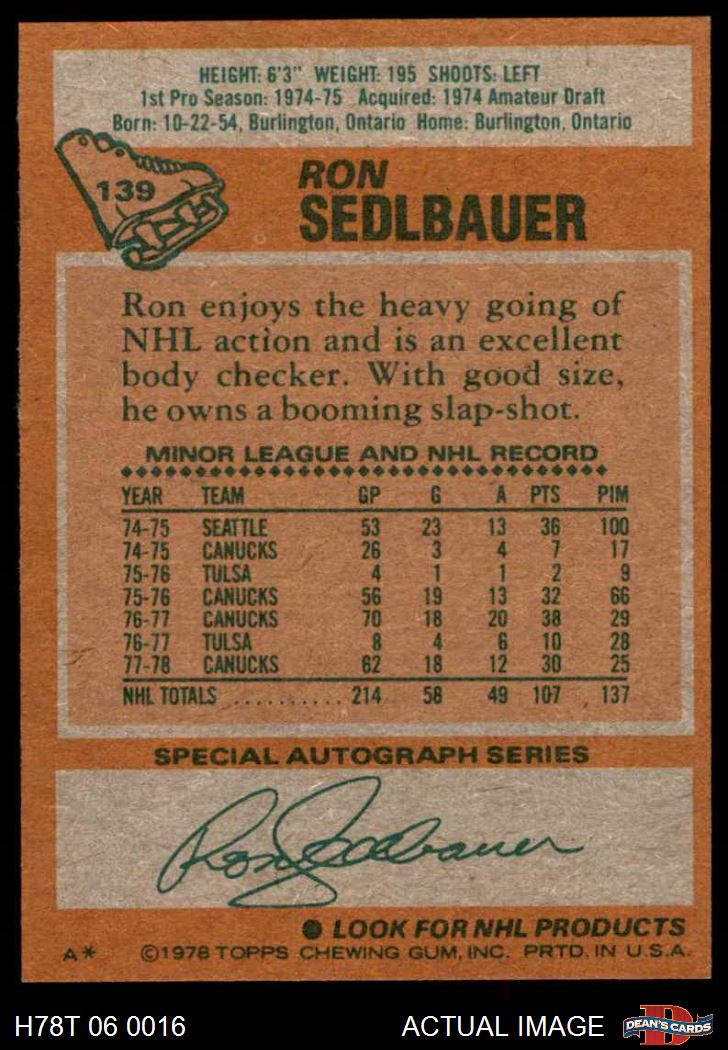 HEIGHT: 6'3" WEIGHT: 195 SHOOTS: LEFT
1st Pro Season: 1974-75 Acquired: 1974 Amateur Draft
Born: 10-22-54, Burlington, Ontario Home: Burlington, Ontario
139
RON
SEDLBAUER
Ron enjoys the heavy going of
NHL action and is an excellent
body checker. With good size,
he owns a booming slap-shot.
MINOR LEAGUE AND NHL RECORD
YEAR TEAM GP G A PTS PIM
74-75 SEATTLE 53 23 13 36 100
74-75 CANUCKS 26 3 4 7 17
75-76 TULSA 4 1 1 2 9
75-76 CANUCKS 56 19 13 32 66
76-77 CANUCKS 70 18 20 38 29
76-77 TULSA 8 4 6 10 28
77-78 CANUCKS 62 18 12 30 25
NHL TOTALS .......... 214 58 49 107 137
SPECIAL AUTOGRAPH SERIES
Ron Sedlbauer
● LOOK FOR NHL PRODUCTS
A* ©1978 TOPPS CHEWING GUM, INC. PRTD. IN U.S.A.
H78T 06 0016 ACTUAL IMAGE D DEAN'S CARDS